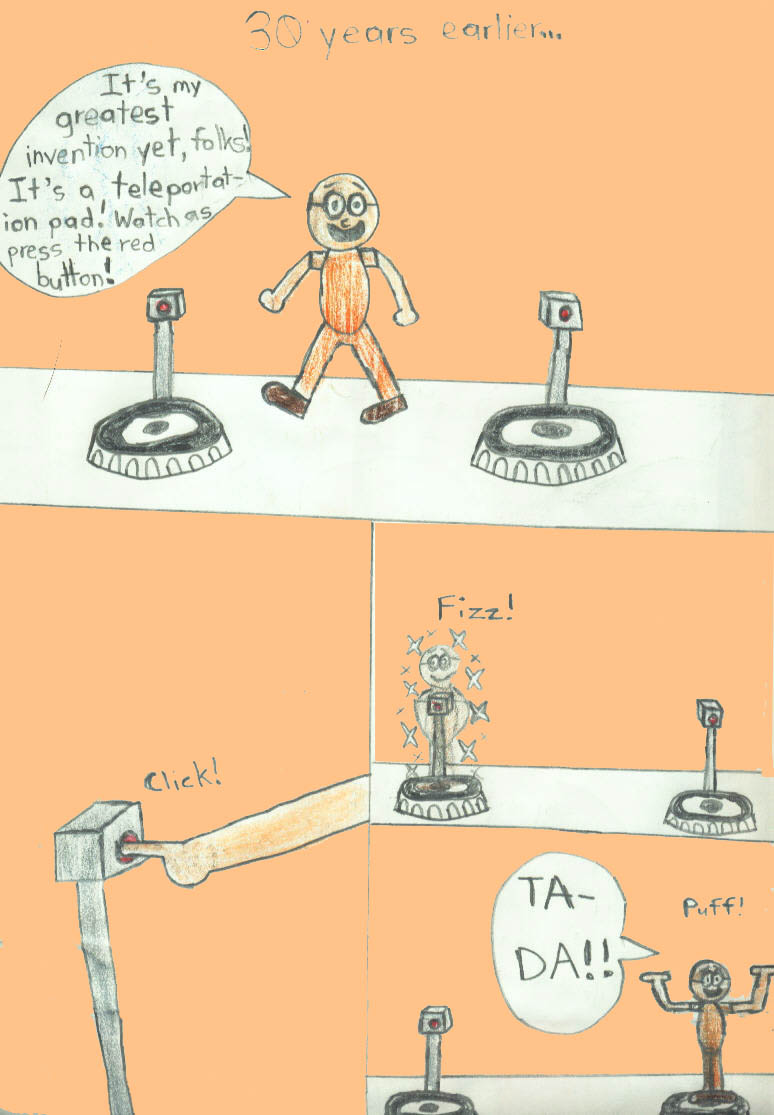 30 years earlier...
It's my
greatest
invention yet, folks!
It's a teleportat-
ion pad! Watch as
press the red
button!
Click!
Fizz!
TA-
DA!!
Puff!